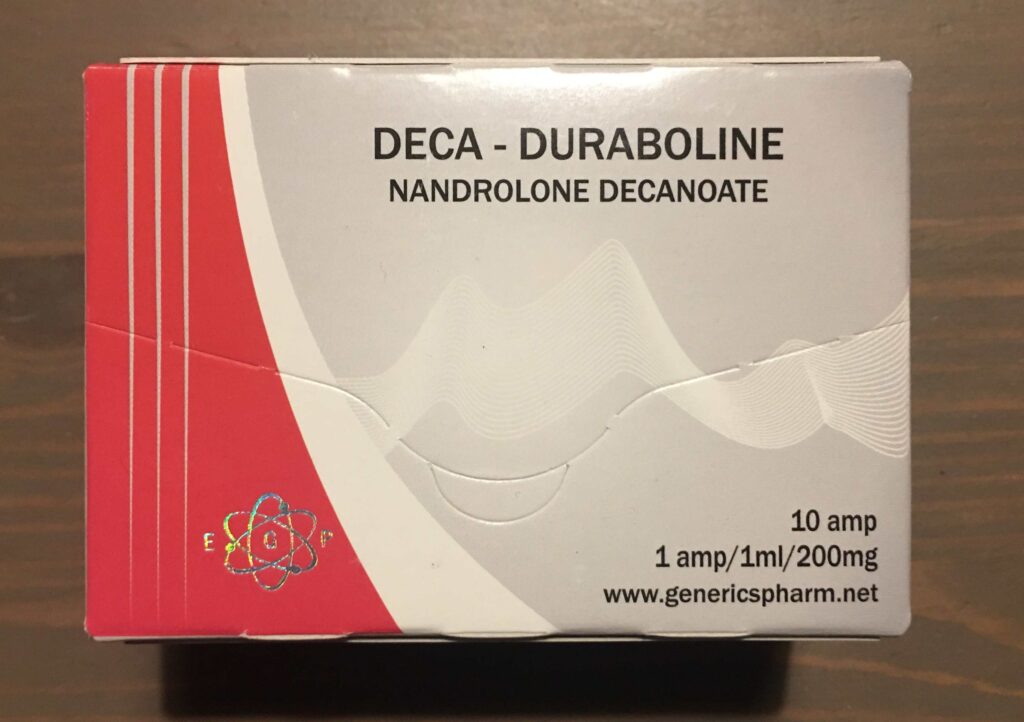 DECA - DURABOLINE
NANDROLONE DECANOATE
10 amp
1 amp/1ml/200mg
www.genericspharm.net
E G P